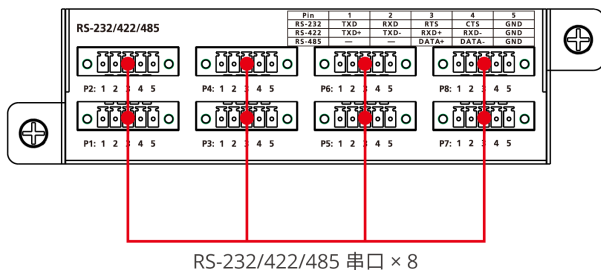 RS-232/422/485
Pin 1 2 3 4 5
RS-232 TXD RXD RTS CTS GND
RS-422 TXD+ TXD- RXD+ RXD- GND
RS-485 — — DATA+ DATA- GND
P2: 1 2 3 4 5 P4: 1 2 3 4 5 P6: 1 2 3 4 5 P8: 1 2 3 4 5
P1: 1 2 3 4 5 P3: 1 2 3 4 5 P5: 1 2 3 4 5 P7: 1 2 3 4 5
RS-232/422/485 串口 × 8